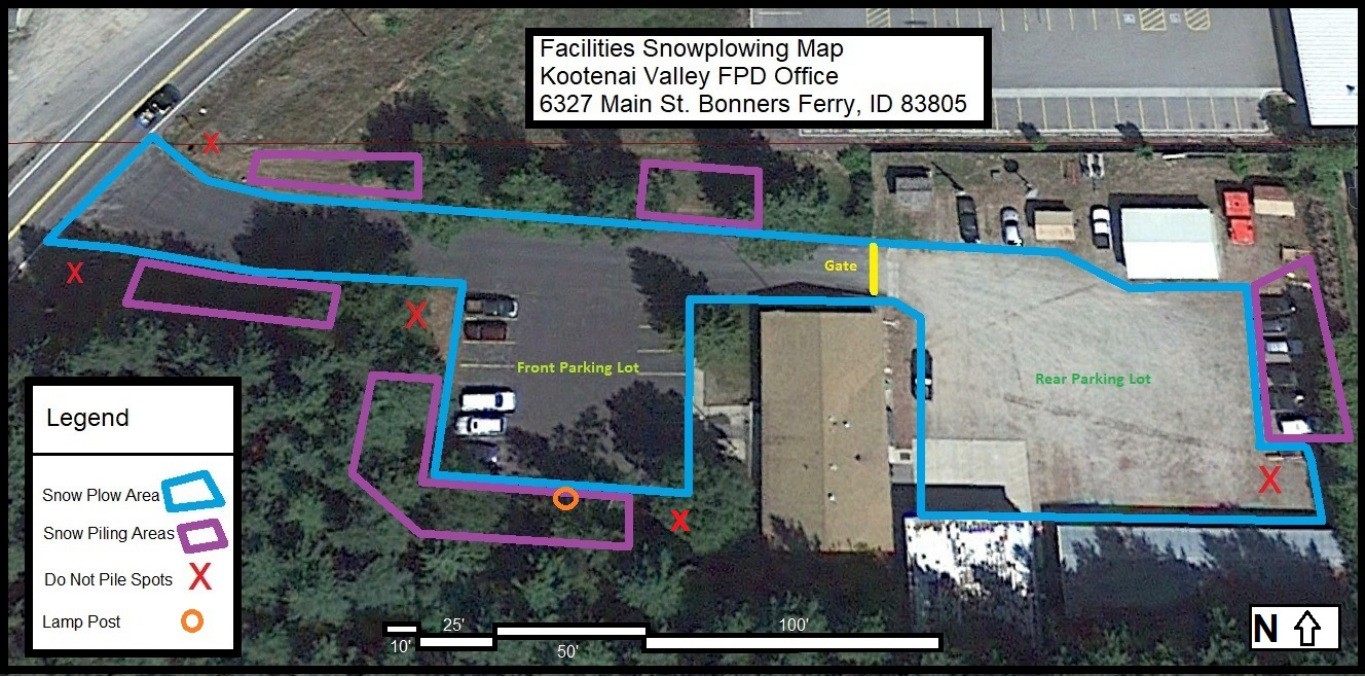 Facilities Snowplowing Map
Kootenai Valley FPD Office
6327 Main St. Bonners Ferry, ID 83805
Gate
Front Parking Lot
Rear Parking Lot
Legend
Snow Plow Area
Snow Piling Areas
Do Not Pile Spots
X
Lamp Post
10'
25'
50'
100'
N